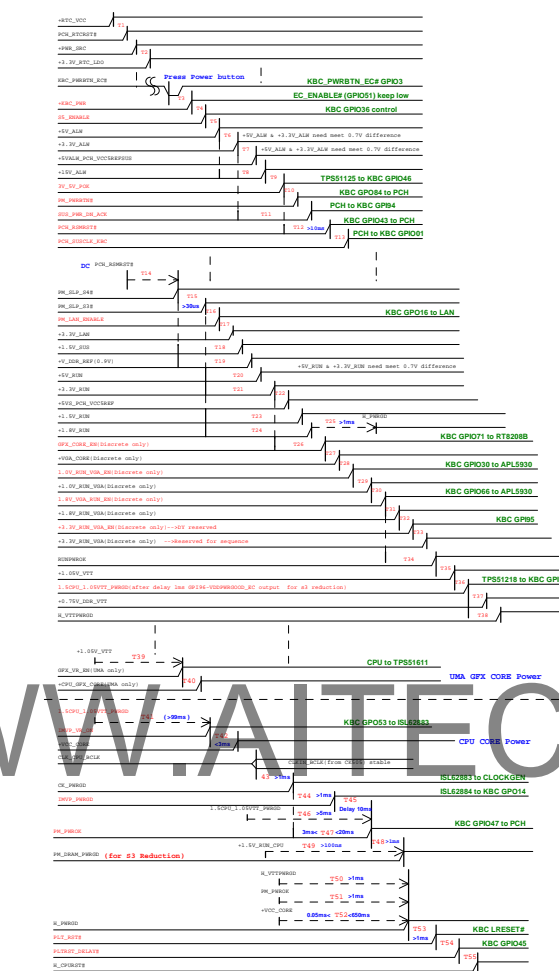 +RTC_VCC
T1
PCH_RTCRST#
+PWR_SRC
T2
+3.3V_RTC_LDO
KBC_PWRBTN_EC#
Press Power button
KBC_PWRBTN_EC# GPIO3
T3
EC_ENABLE# (GPIO51) keep low
+KBC_PWR
T4
KBC GPIO36 control
S5_ENABLE
T5
+5V_ALW
T6
+5V_ALW & +3.3V_ALW need meet 0.7V difference
+3.3V_ALW
T7
+5V_ALW & +3.3V_ALW need meet 0.7V difference
+5VALW_PCH_VCC5REFSUS
T8
+15V_ALW
T9
TPS51125 to KBC GPIO46
3V_5V_POK
T10
KBC GPO84 to PCH
PM_PWRBTN#
PCH to KBC GPI94
SUS_PWR_DN_ACK
T11
KBC GPIO43 to PCH
PCH_RSMRST#
T12 >10ms
T13
PCH to KBC GPIO01
PCH_SUSCLK_KBC
DC PCH_RSMRST#
T14
PM_SLP_S4#
T15
>30us
PM_SLP_S3#
T16
KBC GPO16 to LAN
PM_LAN_ENABLE
T17
+3.3V_LAN
+1.5V_SUS
T18
+V_DDR_REF(0.9V)
T19
+5V_RUN & +3.3V_RUN need meet 0.7V difference
+5V_RUN
T20
+3.3V_RUN
T21
T22
+5VS_PCH_VCC5REF
+1.5V_RUN
T23
H_PWRGD
T25 >1ms
+1.8V_RUN
T24
KBC GPIO71 to RT8208B
GFX_CORE_EN(Discrete only)
T26
T27
+VGA_CORE(Discrete only)
T28
KBC GPIO30 to APL5930
1.0V_RUN_VGA_EN(Discrete only)
T29
+1.0V_RUN_VGA(Discrete only)
T30
KBC GPIO66 to APL5930
1.8V_VGA_RUN_EN(Discrete only)
T31
+1.8V_RUN_VGA(Discrete only)
T32
KBC GPI95
+3.3V_RUN_VGA_EN(Discrete only)-->DY reserved
T33
+3.3V_RUN_VGA(Discrete only) -->Reserved for sequence
T34
RUNPWROK
T35
+1.05V_VTT
T36
TPS51218 to KBC GPI
1.5CPU_1.05VTT_PWRGD(after delay 1ms GPI96-VDDPWRGOOD_EC output for s3 reduction)
T37
+0.75V_DDR_VTT
T38
H_VTTPWRGD
+1.05V_VTT
T39
CPU to TPS51611
GFX_VR_EN(UMA only)
UMA GFX CORE Power
T40
+CPU_GFX_CORE(UMA only)
1.5CPU_1.05VTT_PWRGD
T41 (>99ms)
KBC GPO53 to ISL62883
IMVP_VR_ON
T42
<3ms
CPU CORE Power
+VCC_CORE
CLK_CPU_BCLK
CLKIN_BCLK(from CK505) stable
WW.AITEC
43 >1ms
ISL62883 to CLOCKGEN
CK_PWRGD
T44 >1ms
T45
ISL62884 to KBC GPO14
IMVP_PWRGD
1.5CPU_1.05VTT_PWRGD
Delay 10ms
T46 >5ms
KBC GPIO47 to PCH
PM_PWROK
3ms< T47 <20ms
T48 >1ms
+1.5V_RUN_CPU
T49 >100ns
PM_DRAM_PWRGD (for S3 Reduction)
H_VTTPWRGD
T50 >1ms
PM_PWROK
T51 >1ms
+VCC_CORE
0.05ms< T52 <650ms
H_PWRGD
T53
>1ms
KBC LRESET#
PLT_RST#
T54
KBC GPIO45
PLTRST_DELAY#
T55
H_CPURST#